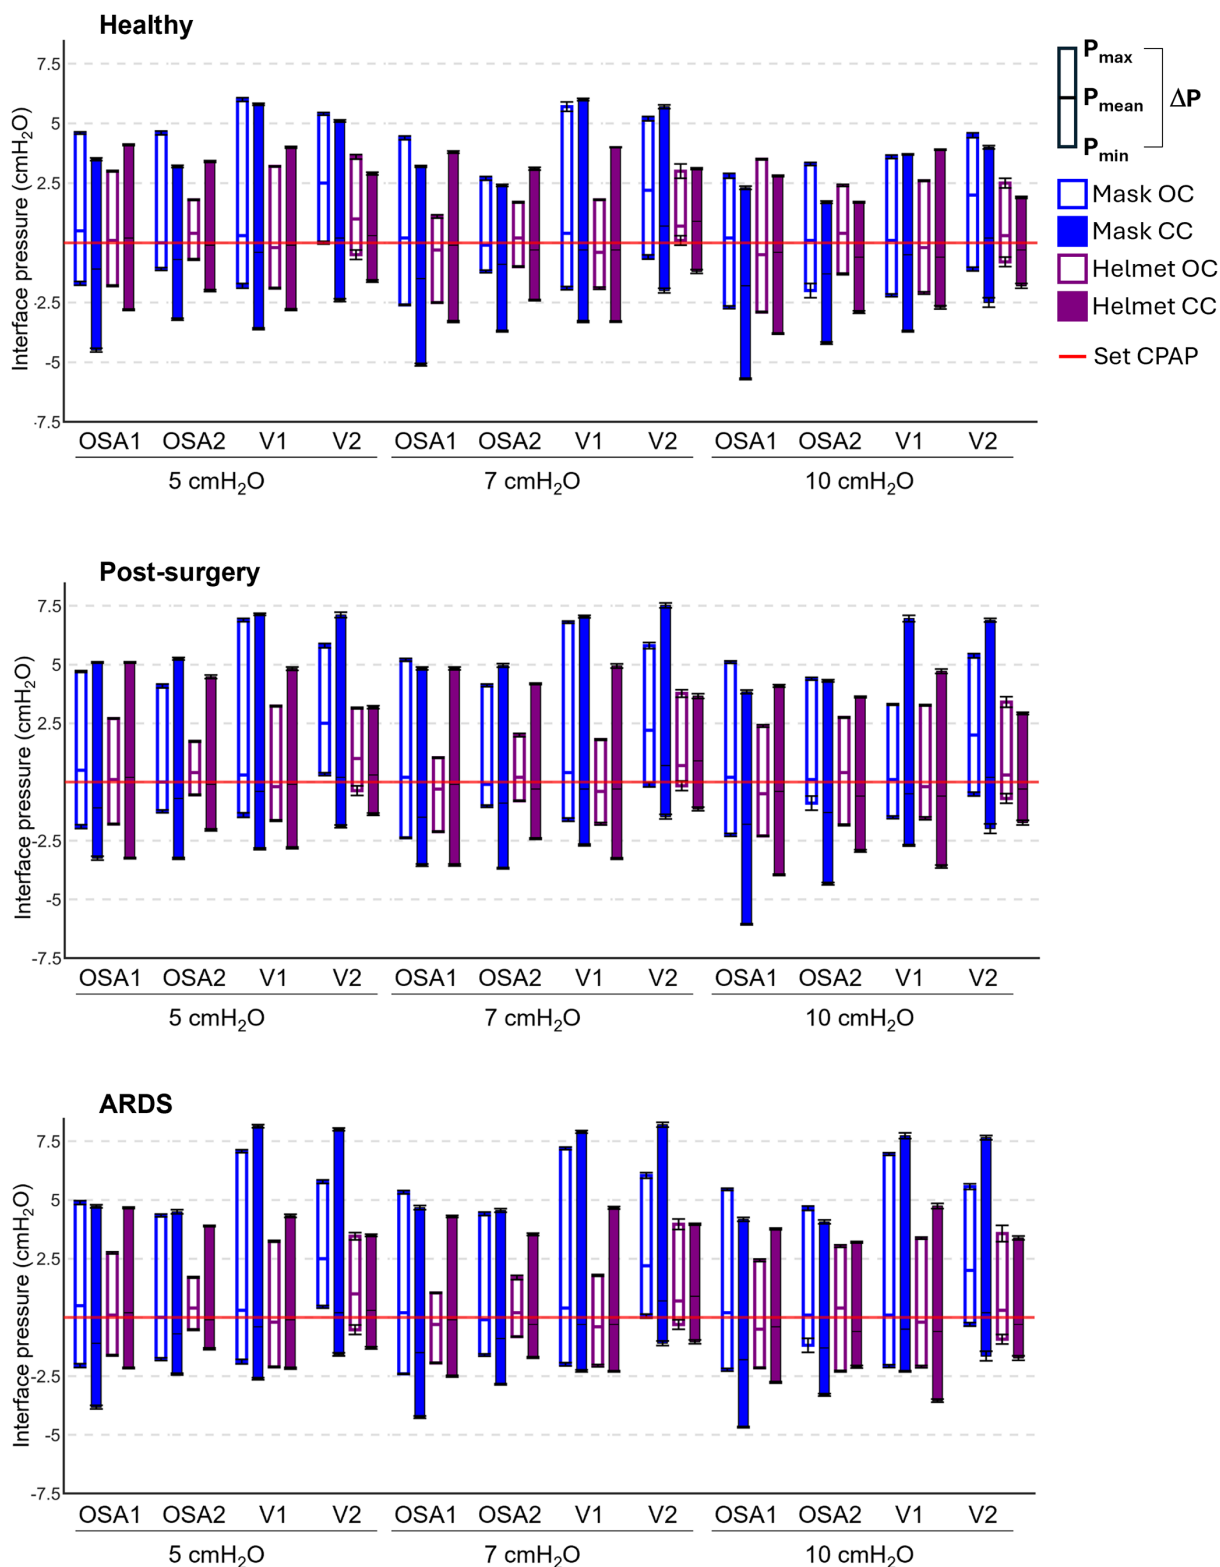 Healthy
Interface pressure (cmH₂O)
7.5
5
2.5
0
-2.5
-5
-7.5
OSA1 OSA2 V1 V2 OSA1 OSA2 V1 V2 OSA1 OSA2 V1 V2
5 cmH₂O 7 cmH₂O 10 cmH₂O
Pmax
Pmean
Pmin
ΔP
Mask OC
Mask CC
Helmet OC
Helmet CC
Set CPAP
Post-surgery
Interface pressure (cmH₂O)
7.5
5
2.5
0
-2.5
-5
-7.5
OSA1 OSA2 V1 V2 OSA1 OSA2 V1 V2 OSA1 OSA2 V1 V2
5 cmH₂O 7 cmH₂O 10 cmH₂O
ARDS
Interface pressure (cmH₂O)
7.5
5
2.5
0
-2.5
-5
-7.5
OSA1 OSA2 V1 V2 OSA1 OSA2 V1 V2 OSA1 OSA2 V1 V2
5 cmH₂O 7 cmH₂O 10 cmH₂O